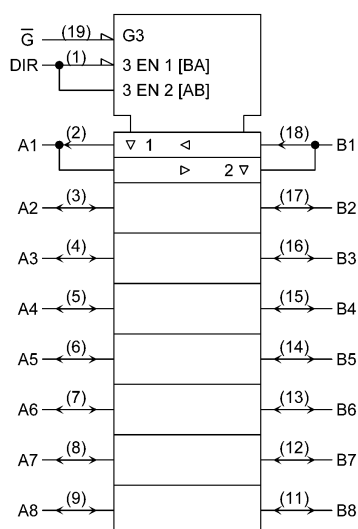 G̅ (19) G3
DIR (1) 3 EN 1 [BA]
3 EN 2 [AB]
A1 (2) 1 (18) B1
2
A2 (3) (17) B2
A3 (4) (16) B3
A4 (5) (15) B4
A5 (6) (14) B5
A6 (7) (13) B6
A7 (8) (12) B7
A8 (9) (11) B8